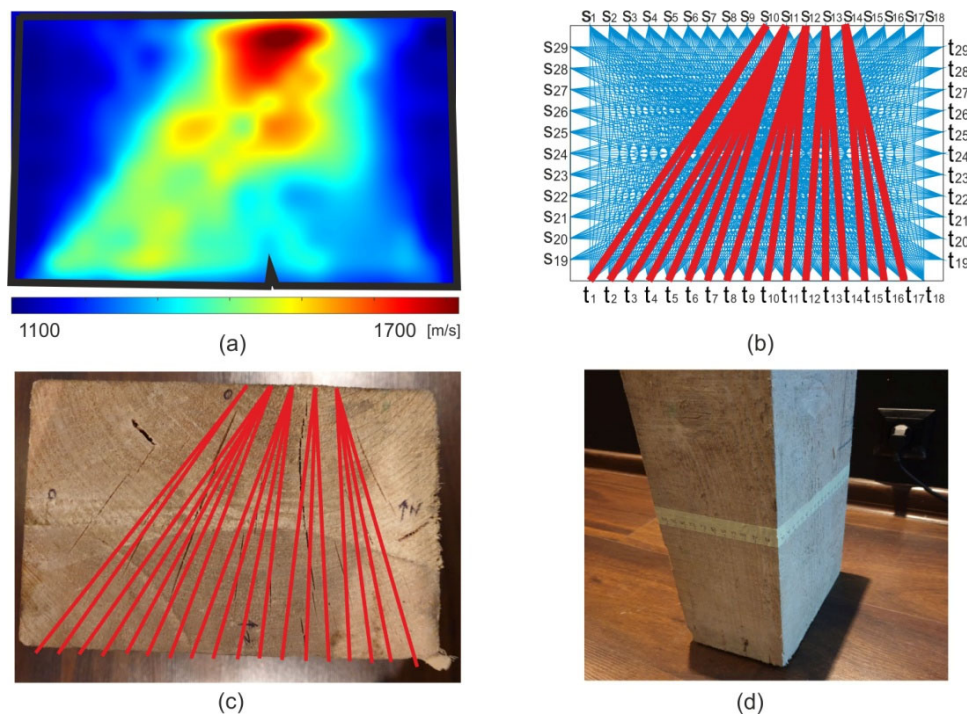 1100 1700 [m/s]
(a)
S1 S2 S3 S4 S5 S6 S7 S8 S9 S10 S11 S12 S13 S14 S15 S16 S17 S18
S29 t29
S28 t28
S27 t27
S26 t26
S25 t25
S24 t24
S23 t23
S22 t22
S21 t21
S20 t20
S19 t19
t1 t2 t3 t4 t5 t6 t7 t8 t9 t10 t11 t12 t13 t14 t15 t16 t17 t18
(b)
N
(c)
(d)